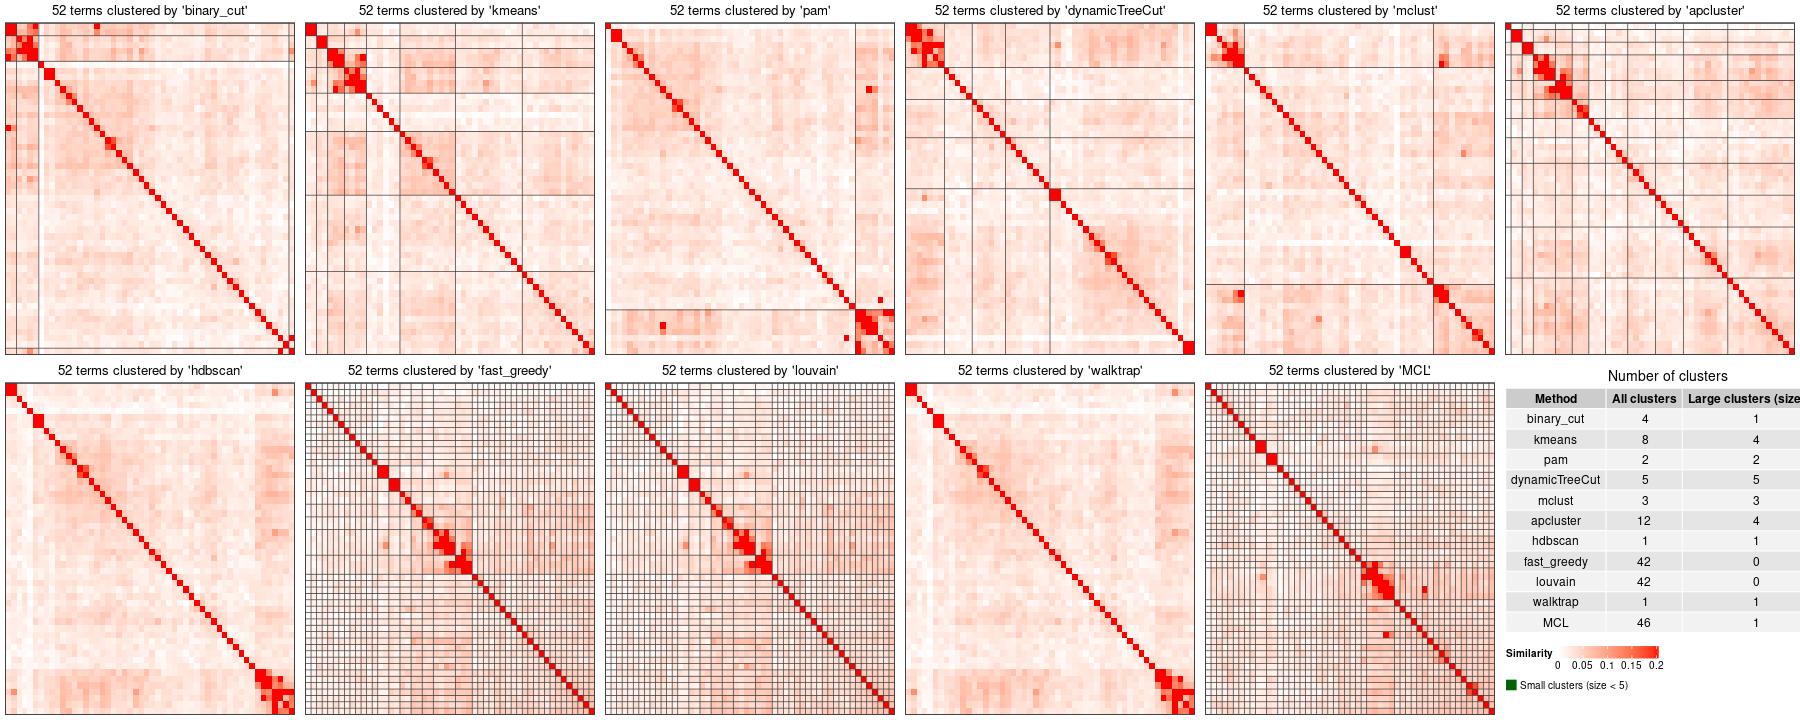 52 terms clustered by 'binary_cut'
52 terms clustered by 'kmeans'
52 terms clustered by 'pam'
52 terms clustered by 'dynamicTreeCut'
52 terms clustered by 'mclust'
52 terms clustered by 'apcluster'
52 terms clustered by 'hdbscan'
52 terms clustered by 'fast_greedy'
52 terms clustered by 'louvain'
52 terms clustered by 'walktrap'
52 terms clustered by 'MCL'
Number of clusters
Method All clusters Large clusters (size
binary_cut 4 1
kmeans 8 4
pam 2 2
dynamicTreeCut 5 5
mclust 3 3
apcluster 12 4
hdbscan 1 1
fast_greedy 42 0
louvain 42 0
walktrap 1 1
MCL 46 1
Similarity
0 0.05 0.1 0.15 0.2
Small clusters (size < 5)